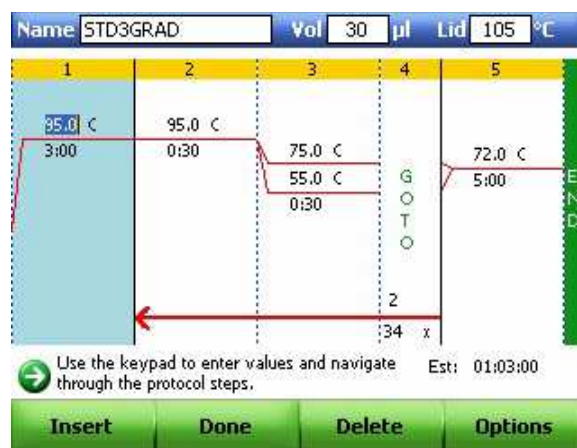 Name STD3GRAD Vol 30 µl Lid 105 °C
1 2 3 4 5
95.0 C 95.0 C 75.0 C 72.0 C
3:00 0:30 55.0 C 5:00
0:30
GOTO
END
2
34 x
Use the keypad to enter values and navigate Est: 01:03:00
through the protocol steps.
Insert Done Delete Options